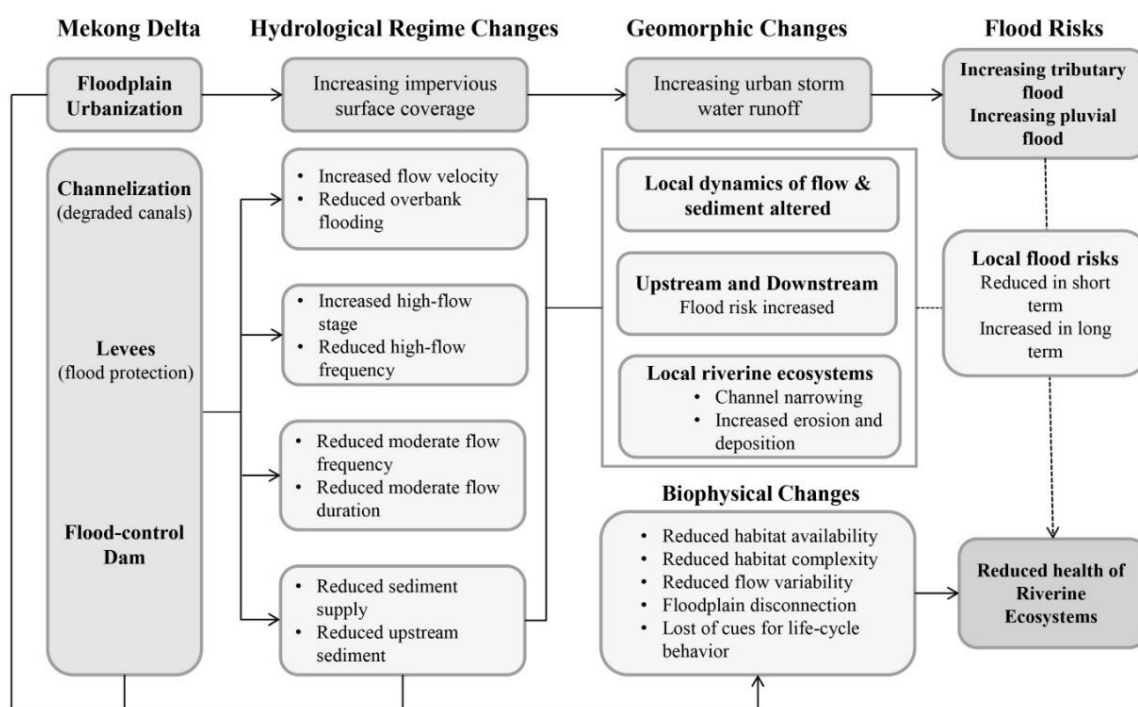 Mekong Delta
Hydrological Regime Changes
Geomorphic Changes
Flood Risks
Floodplain
Urbanization
Increasing impervious
surface coverage
Increasing urban storm
water runoff
Increasing tributary
flood
Increasing pluvial
flood
Channelization
(degraded canals)
Levees
(flood protection)
Flood-control
Dam
• Increased flow velocity
• Reduced overbank
flooding
• Increased high-flow
stage
• Reduced high-flow
frequency
• Reduced moderate flow
frequency
• Reduced moderate flow
duration
• Reduced sediment
supply
• Reduced upstream
sediment
Local dynamics of flow &
sediment altered
Upstream and Downstream
Flood risk increased
Local riverine ecosystems
• Channel narrowing
• Increased erosion and
deposition
Local flood risks
Reduced in short
term
Increased in long
term
Biophysical Changes
• Reduced habitat availability
• Reduced habitat complexity
• Reduced flow variability
• Floodplain disconnection
• Lost of cues for life-cycle
behavior
Reduced health of
Riverine
Ecosystems